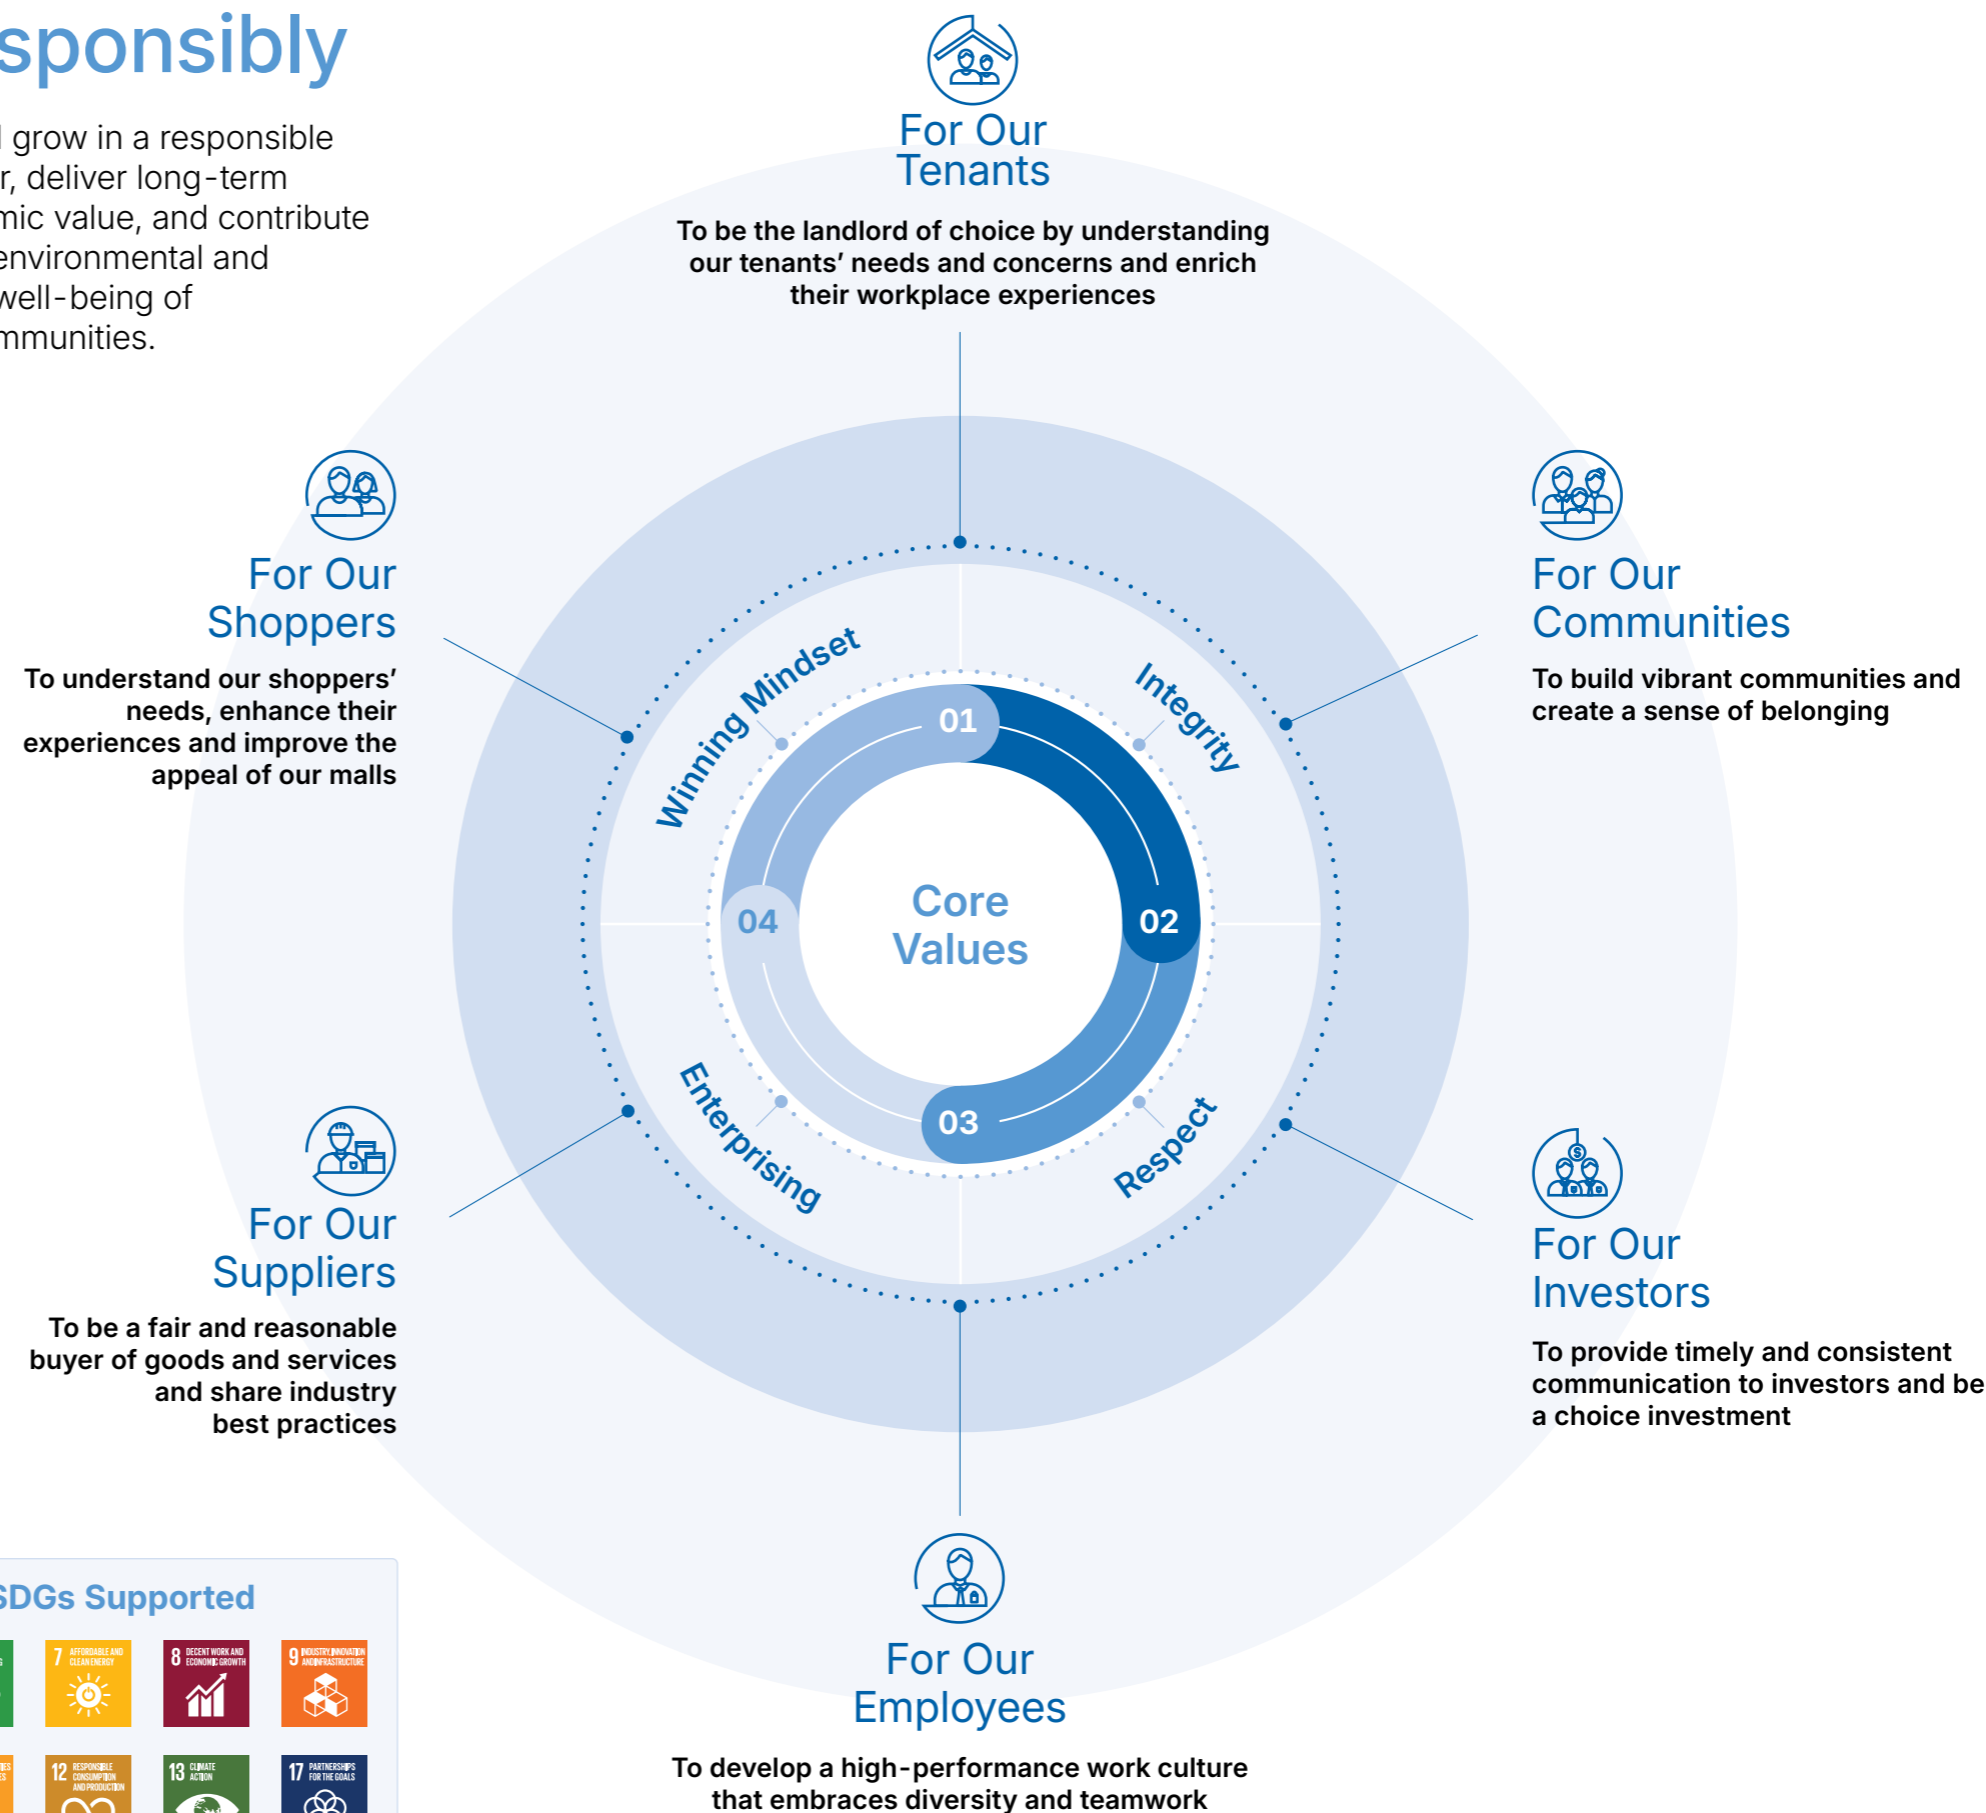 sponsibly
grow in a responsible
r, deliver long-term
mic value, and contribute
environmental and
well-being of
mmunities.
For Our
Tenants
To be the landlord of choice by understanding
our tenants’ needs and concerns and enrich
their workplace experiences
For Our
Shoppers
To understand our shoppers’
needs, enhance their
experiences and improve the
appeal of our malls
For Our
Communities
To build vibrant communities and
create a sense of belonging
Winning Mindset
Integrity
01
02
03
04
Core
Values
Enterprising
Respect
For Our
Suppliers
To be a fair and reasonable
buyer of goods and services
and share industry
best practices
For Our
Investors
To provide timely and consistent
communication to investors and be
a choice investment
For Our
Employees
To develop a high-performance work culture
that embraces diversity and teamwork
SDGs Supported
7 AFFORDABLE AND
CLEAN ENERGY
8 DECENT WORK AND
ECONOMIC GROWTH
9 INDUSTRY, INNOVATION
AND INFRASTRUCTURE
12 RESPONSIBLE
CONSUMPTION
AND PRODUCTION
13 CLIMATE
ACTION
17 PARTNERSHIPS
FOR THE GOALS